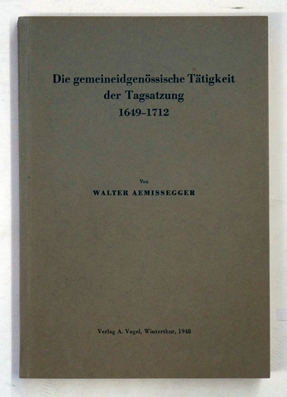 Die gemeineidgenössische Tätigkeit
der Tagsatzung
1649-1712
Von
WALTER AEMISSEGGER
Verlag A. Vogel, Winterthur, 1948